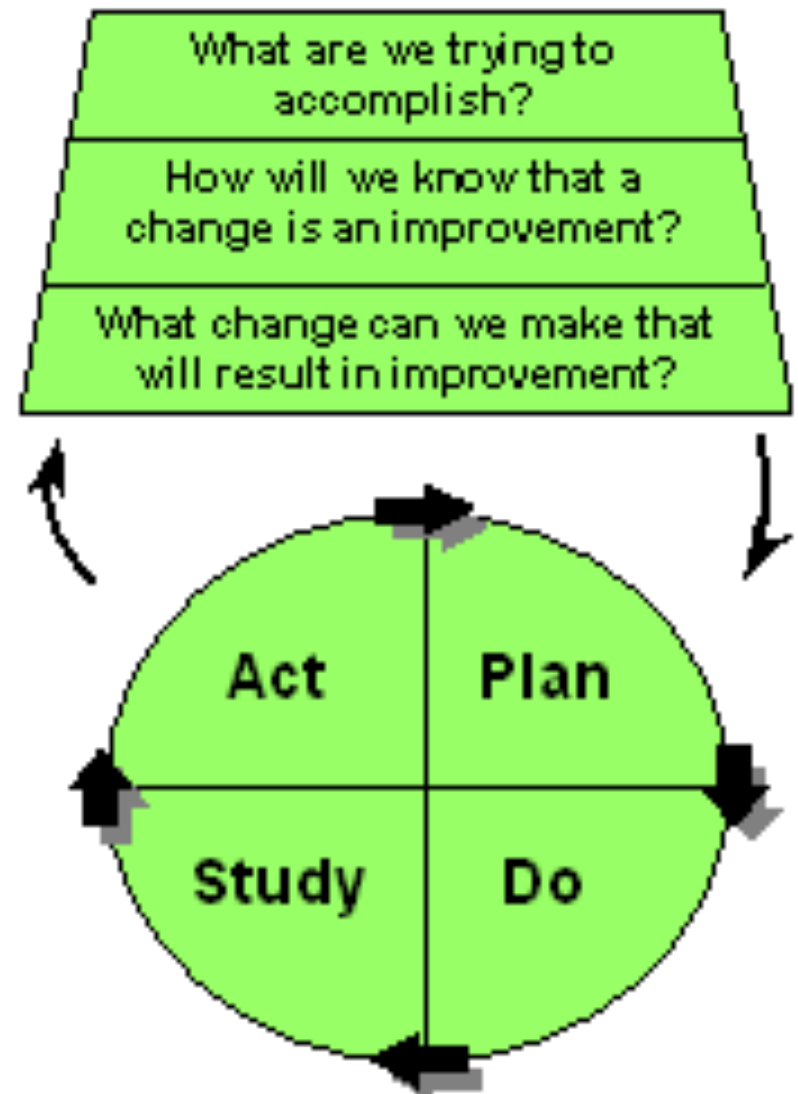 What are we trying to
accomplish?
How will we know that a
change is an improvement?
What change can we make that
will result in improvement?
Act
Plan
Study
Do